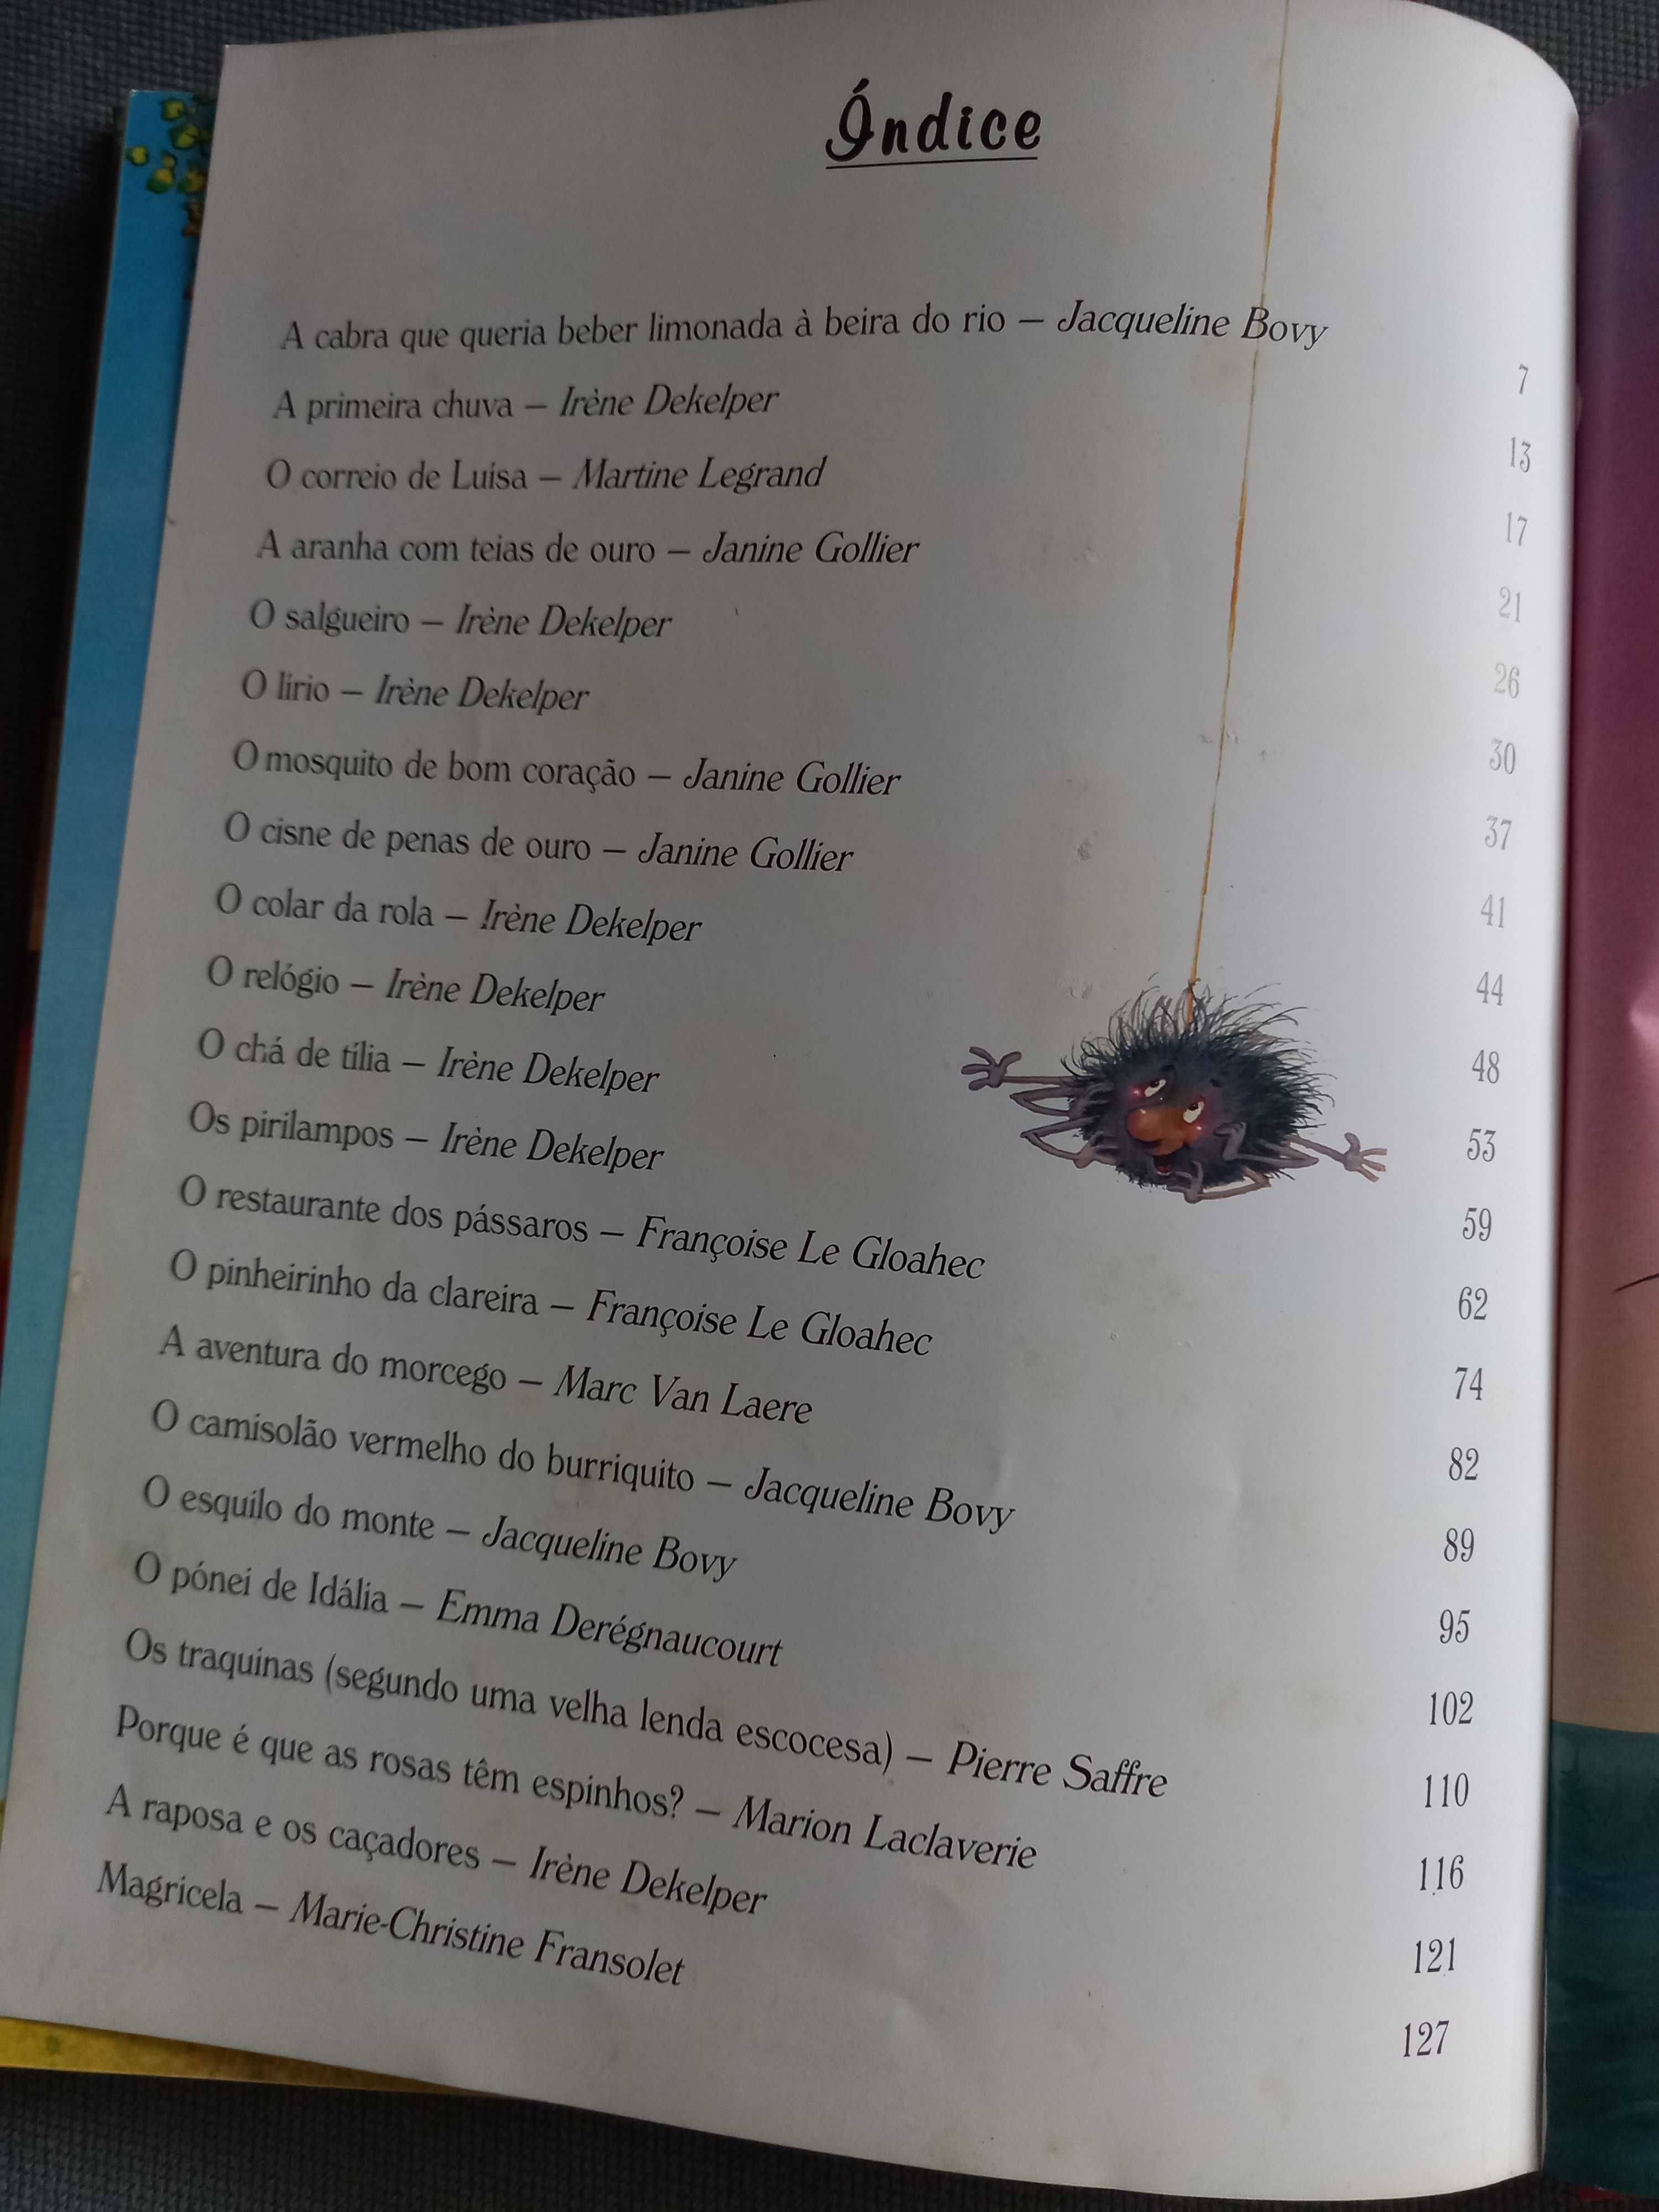 Índice
A cabra que queria beber limonada à beira do rio – Jacqueline Bovy 7
A primeira chuva – Irène Dekelper 13
O correio de Luísa – Martine Legrand 17
A aranha com teias de ouro – Janine Gollier 21
O salgueiro – Irène Dekelper 26
O lírio – Irène Dekelper 30
O mosquito de bom coração – Janine Gollier 37
O cisne de penas de ouro – Janine Gollier 41
O colar da rola – Irène Dekelper 44
O relógio – Irène Dekelper 48
O chá de tília – Irène Dekelper 53
Os pirilampos – Irène Dekelper 59
O restaurante dos pássaros – Françoise Le Gloahec 62
O pinheirinho da clareira – Françoise Le Gloahec 74
A aventura do morcego – Marc Van Laere 82
O camisolão vermelho do burriquito – Jacqueline Bovy 89
O esquilo do monte – Jacqueline Bovy 95
O pónei de Idália – Emma Derégnaucourt 102
Os traquinas (segundo uma velha lenda escocesa) – Pierre Saffre 110
Porque é que as rosas têm espinhos? – Marion Laclaverie 116
A raposa e os caçadores – Irène Dekelper 121
Magricela – Marie-Christine Fransolet 127